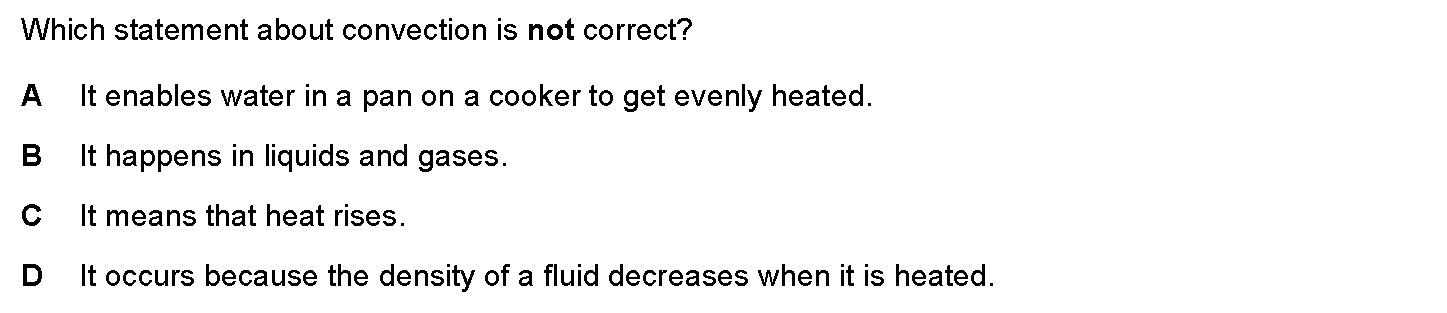 Which statement about convection is not correct?
A It enables water in a pan on a cooker to get evenly heated.
B It happens in liquids and gases.
C It means that heat rises.
D It occurs because the density of a fluid decreases when it is heated.